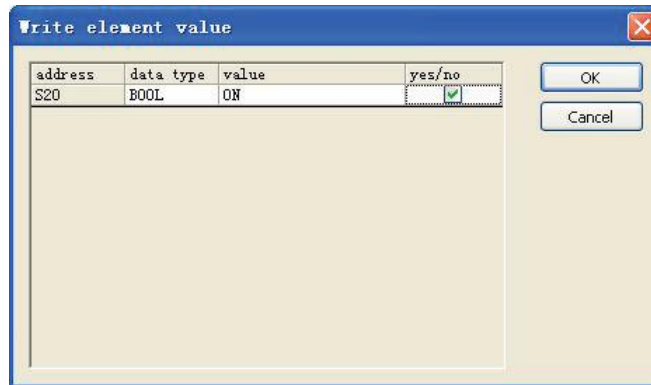 Write element value
address data type value yes/no
S20 BOOL ON
OK
Cancel